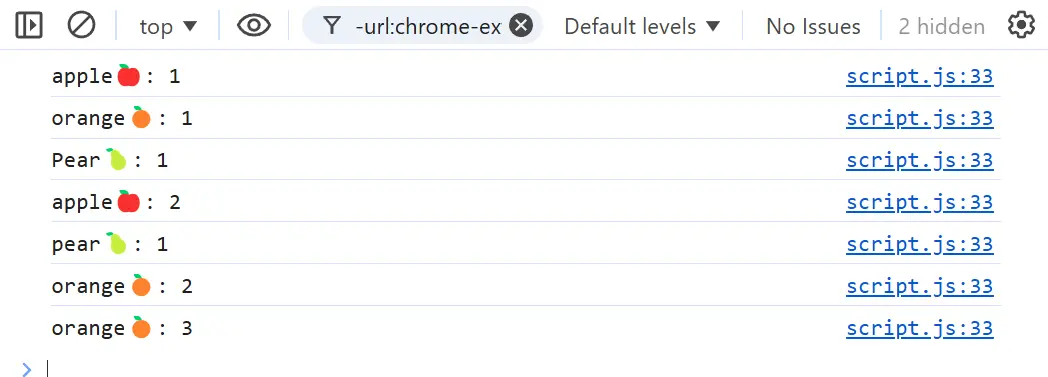 top -url:chrome-ex Default levels No Issues 2 hidden
apple🍎: 1 script.js:33
orange🍊: 1 script.js:33
Pear🍐: 1 script.js:33
apple🍎: 2 script.js:33
pear🍐: 1 script.js:33
orange🍊: 2 script.js:33
orange🍊: 3 script.js:33